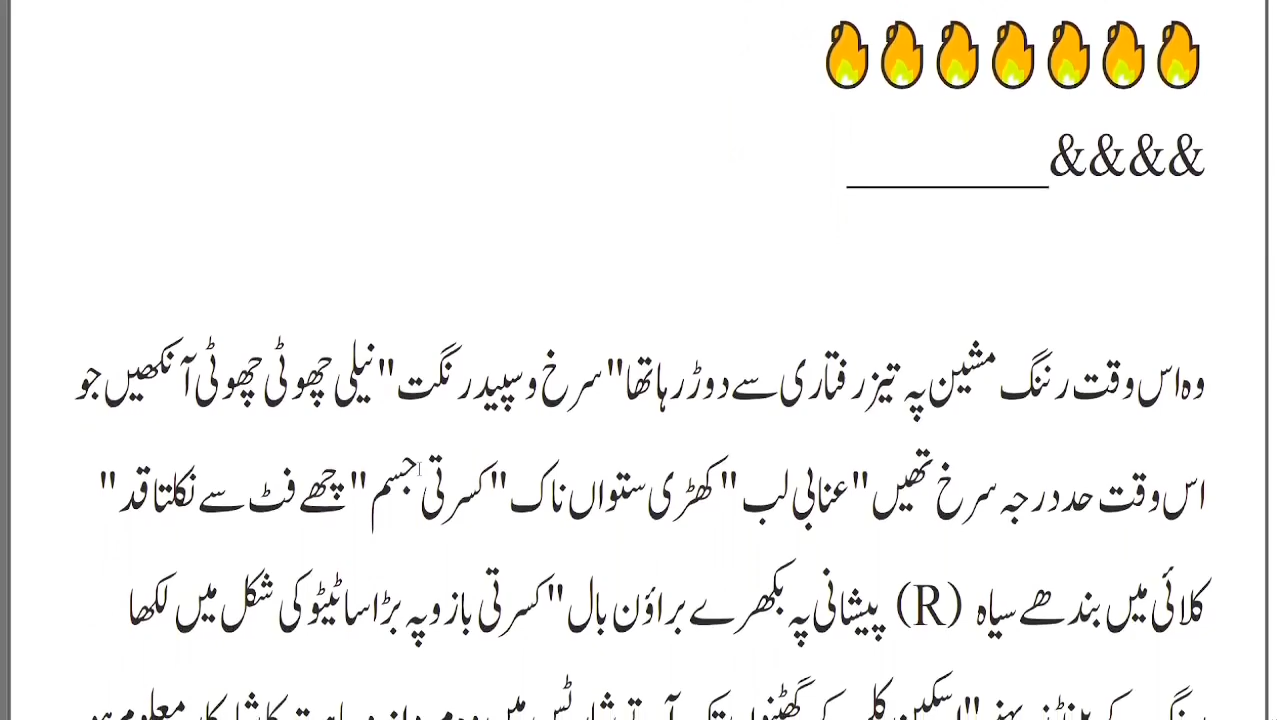 🔥🔥🔥🔥🔥🔥🔥
&&&&__________
وہ اس وقت رننگ مشین پہ تیز رفتاری سے دوڑ رہا تھا" سرخ و سپید رنگت "نیلی چھوٹی چھوٹی آنکھیں جو
اس وقت حد درجہ سرخ تھیں "عنابی لب "کھڑی ستواں ناک "کسرتی جسم "چھے فٹ سے نکلتا قد "
کلائی میں بندھے سیاہ (R) پیشانی پہ بکھرے براؤن بال "کسرتی بازو پہ بڑا سا ٹیٹو کی شکل میں لکھا